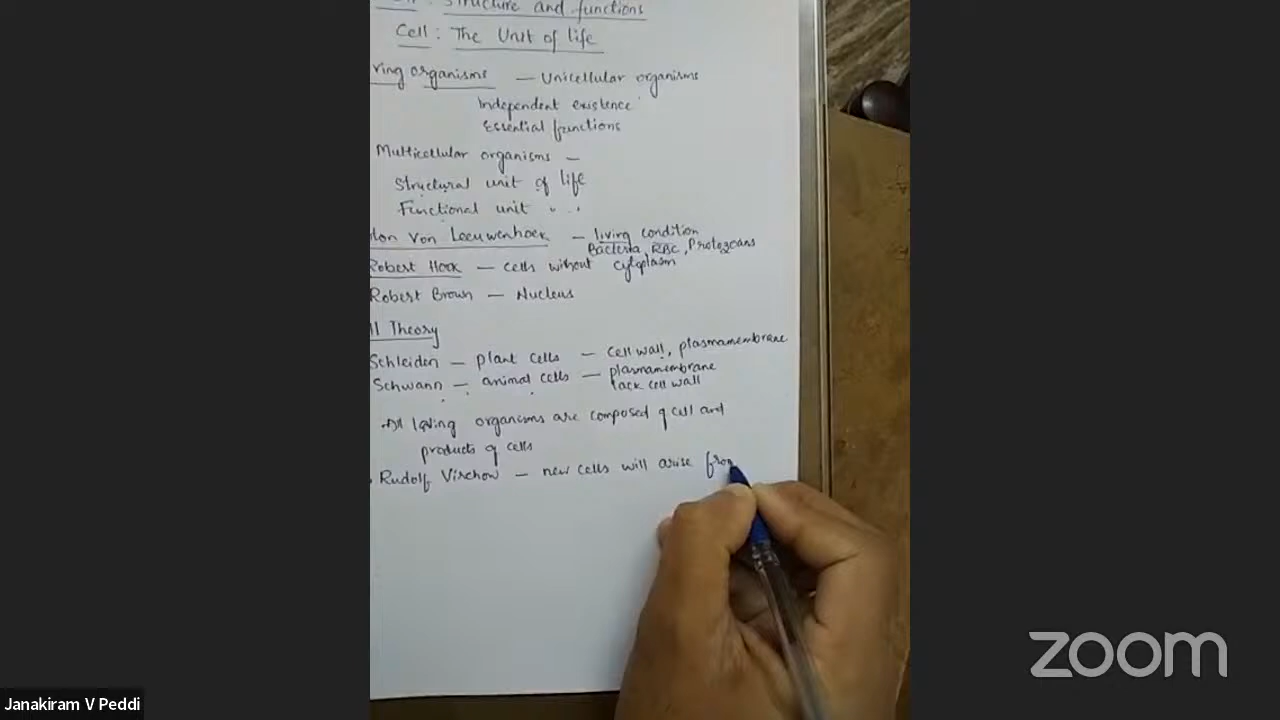 Structure and functions
Cell : The Unit of life
ving organisms — Unicellular organisms
Independent existence
Essential functions
Multicellular organisms —
Structural unit of life
Functional unit " "
ton Von Leeuwenhoek — living condition
Bacteria, RBC, Protozoans
Robert Hook — cells without cytoplasm
Robert Brown — Nucleus
ll Theory
Schleiden — plant cells — cell wall, plasmamembrane
Schwann — animal cells — plasmamembrane
lack cell wall
All living organisms are composed of cell and
products of cells
Rudolf Virchow — new cells will arise from
zoom
Janakiram V Peddi